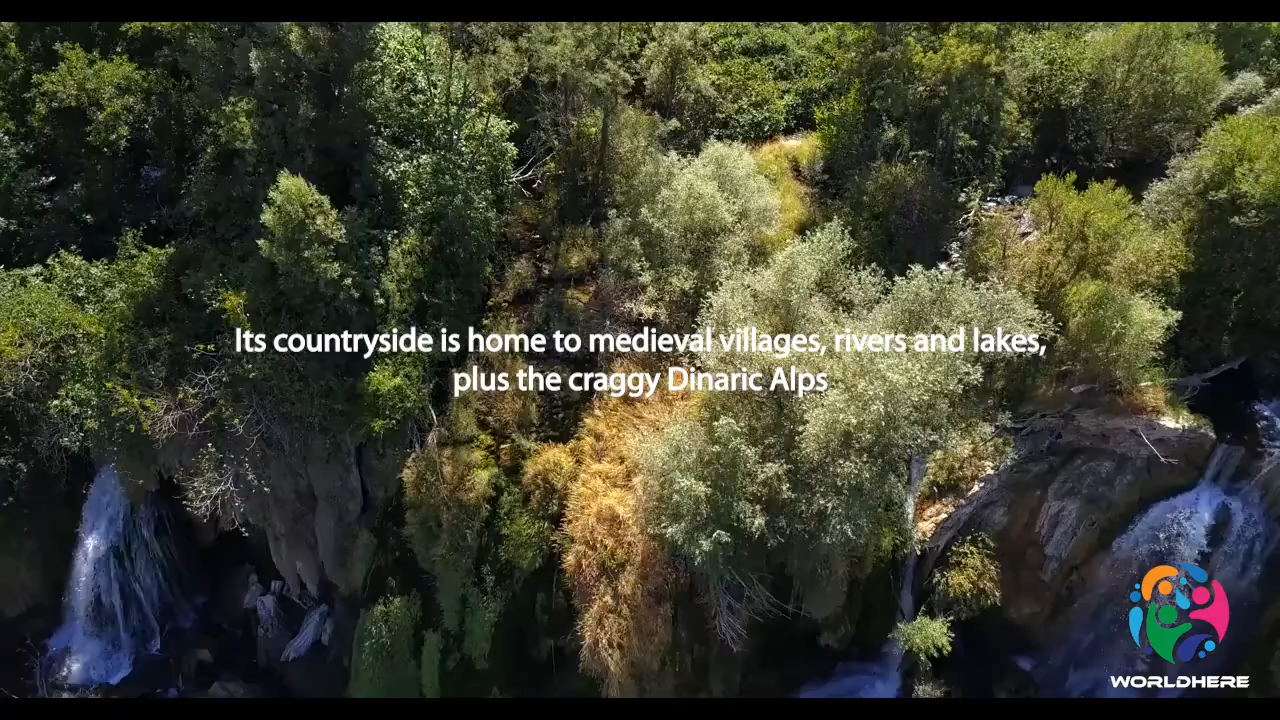 Its countryside is home to medieval villages, rivers and lakes,
plus the craggy Dinaric Alps
WORLDHERE